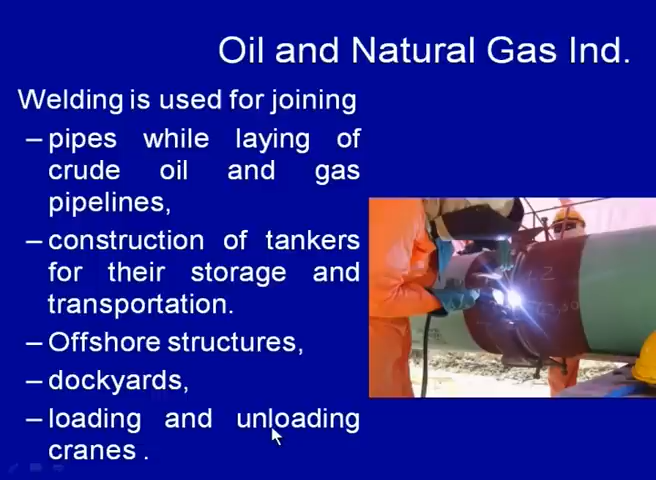 Oil and Natural Gas Ind.
Welding is used for joining
– pipes while laying of
crude oil and gas
pipelines,
– construction of tankers
for their storage and
transportation.
– Offshore structures,
– dockyards,
– loading and unloading
cranes .